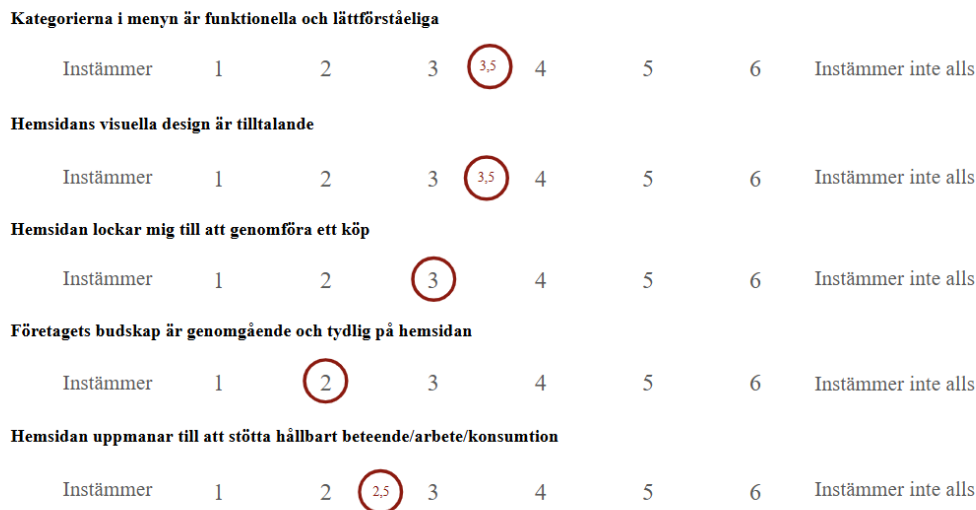 Kategorierna i menyn är funktionella och lättförståeliga
Instämmer 1 2 3 3,5 4 5 6 Instämmer inte alls
Hemsidans visuella design är tilltalande
Instämmer 1 2 3 3,5 4 5 6 Instämmer inte alls
Hemsidan lockar mig till att genomföra ett köp
Instämmer 1 2 3 4 5 6 Instämmer inte alls
Företagets budskap är genomgående och tydlig på hemsidan
Instämmer 1 2 3 4 5 6 Instämmer inte alls
Hemsidan uppmanar till att stötta hållbart beteende/arbete/konsumtion
Instämmer 1 2 2,5 3 4 5 6 Instämmer inte alls